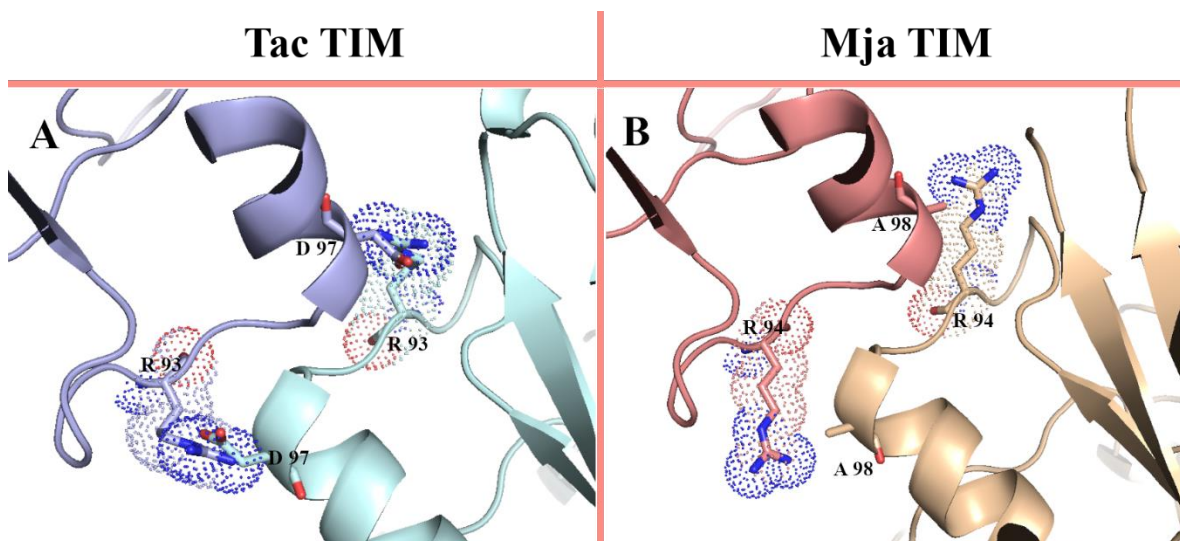 Tac TIM
Mja TIM
A
D 97
R 93
R 93
D 97
B
A 98
R 94
R 94
A 98